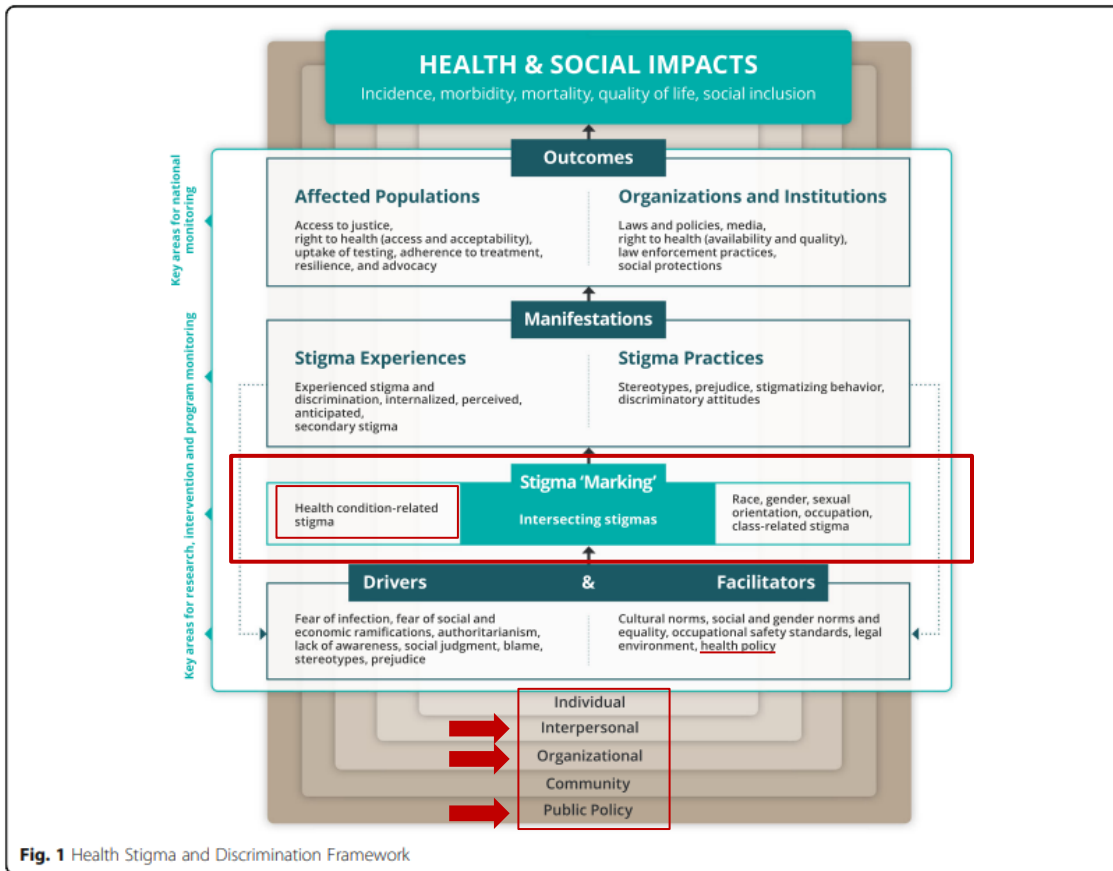 HEALTH & SOCIAL IMPACTS
Incidence, morbidity, mortality, quality of life, social inclusion
Outcomes
Affected Populations
Access to justice,
right to health (access and acceptability),
uptake of testing, adherence to treatment,
resilience, and advocacy
Organizations and Institutions
Laws and policies, media,
right to health (availability and quality),
law enforcement practices,
social protections
Key areas for national
monitoring
Manifestations
Stigma Experiences
Experienced stigma and
discrimination, internalized, perceived,
anticipated,
secondary stigma
Stigma Practices
Stereotypes, prejudice, stigmatizing behavior,
discriminatory attitudes
Key areas for research, intervention and program monitoring
Stigma 'Marking'
Health condition-related
stigma
Intersecting stigmas
Race, gender, sexual
orientation, occupation,
class-related stigma
Drivers & Facilitators
Fear of infection, fear of social and
economic ramifications, authoritarianism,
lack of awareness, social judgment, blame,
stereotypes, prejudice
Cultural norms, social and gender norms and
equality, occupational safety standards, legal
environment, health policy
Individual
Interpersonal
Organizational
Community
Public Policy
Fig. 1 Health Stigma and Discrimination Framework